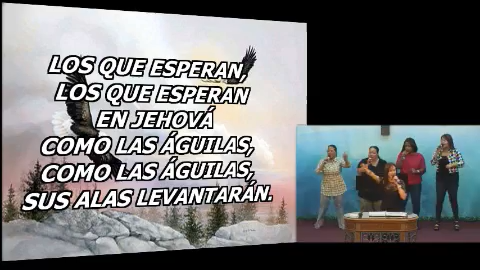 LOS QUE ESPERAN,
LOS QUE ESPERAN
EN JEHOVÁ
COMO LAS ÁGUILAS,
COMO LAS ÁGUILAS,
SUS ALAS LEVANTARÁN.